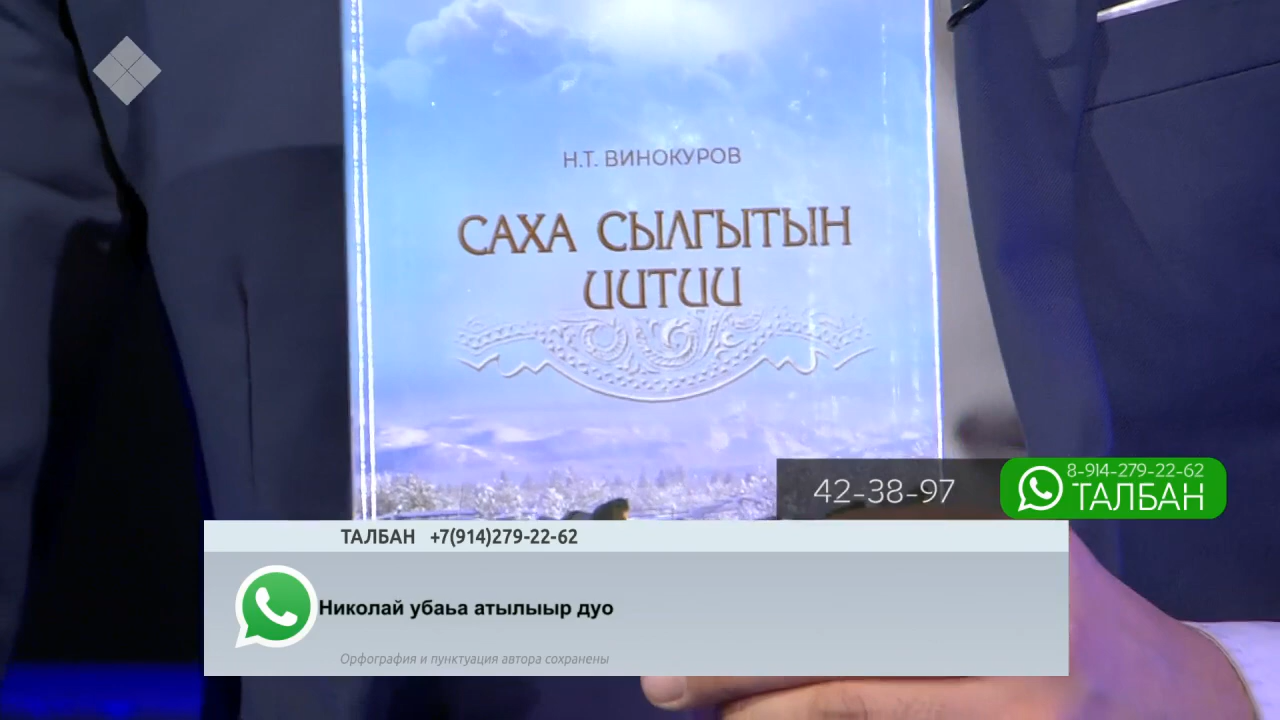 Н.Т. ВИНОКУРОВ
САХА СЫЛГЫТЫН
ИИТИИ
42-38-97
8-914-279-22-62
ТАЛБАН
ТАЛБАН +7(914)279-22-62
Николай убаьа атылыыр дуо
Орфография и пунктуация автора сохранены